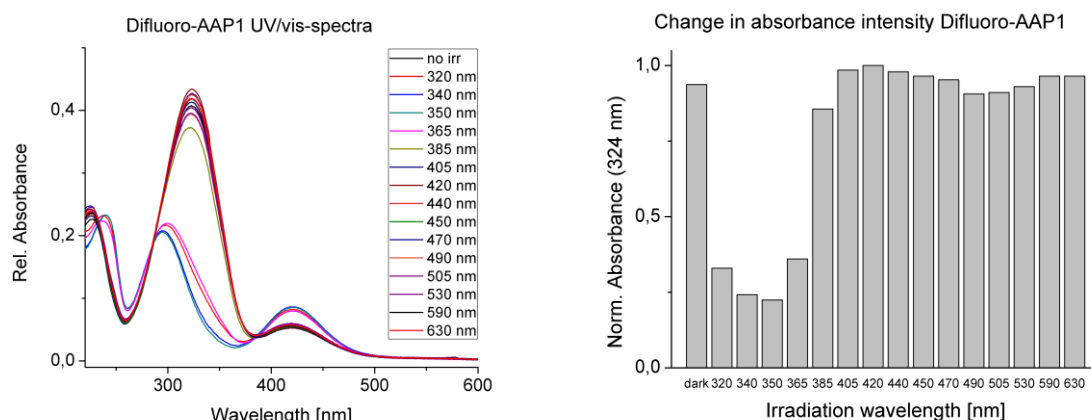 Difluoro-AAP1 UV/vis-spectra
Rel. Absorbance
0,4
0,2
0,0
300
400
500
600
Wavelength [nm]
no irr
320 nm
340 nm
350 nm
365 nm
385 nm
405 nm
420 nm
440 nm
450 nm
470 nm
490 nm
505 nm
530 nm
590 nm
630 nm
Change in absorbance intensity Difluoro-AAP1
Norm. Absorbance (324 nm)
1,0
0,5
0,0
dark 320 340 350 365 385 405 420 440 450 470 490 505 530 590 630
Irradiation wavelength [nm]